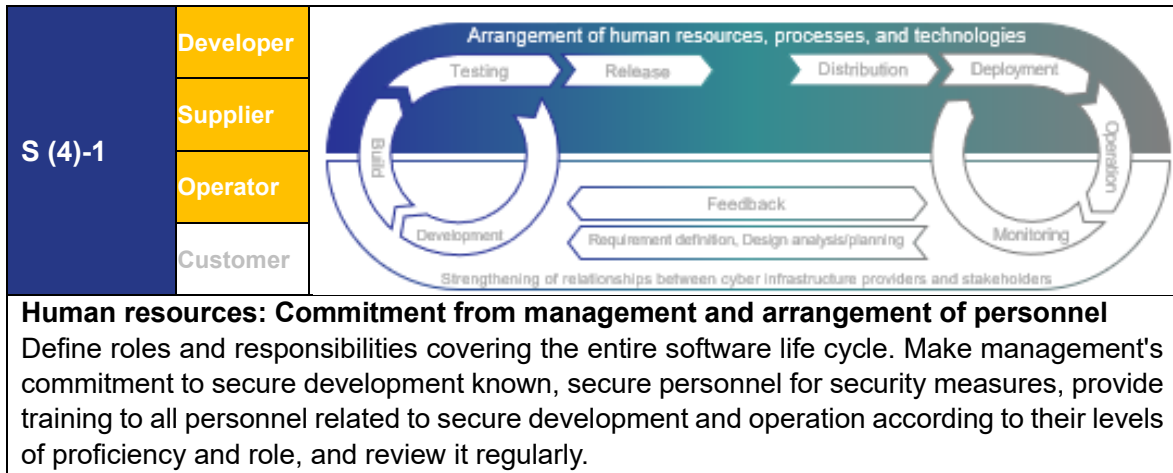 S (4)-1
Developer
Supplier
Operator
Customer
Arrangement of human resources, processes, and technologies
Testing
Release
Distribution
Deployment
Build
Operation
Development
Monitoring
Feedback
Requirement definition, Design analysis/planning
Strengthening of relationships between cyber infrastructure providers and stakeholders
Human resources: Commitment from management and arrangement of personnel
Define roles and responsibilities covering the entire software life cycle. Make management's
commitment to secure development known, secure personnel for security measures, provide
training to all personnel related to secure development and operation according to their levels
of proficiency and role, and review it regularly.